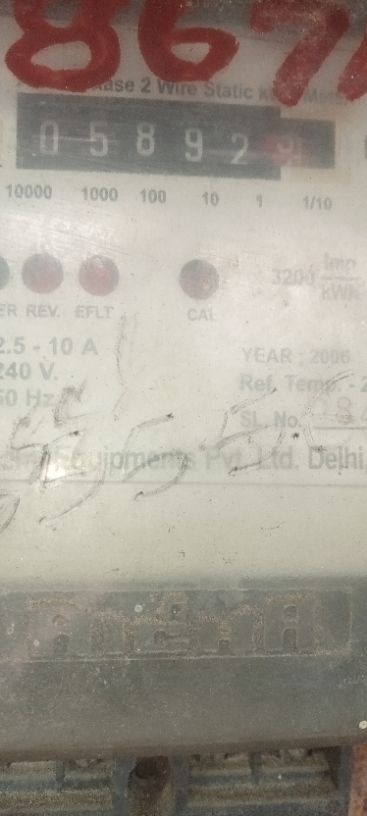 867
ase 2 Wire Static k
0 5 8 9 2
10000 1000 100 10 1 1/10
3200 Imp/kWh
ER REV. EFLT CAL
2.5 - 10 A
240 V.
50 Hz
YEAR : 2006
Ref. Temp. - 2
SL. No.
Equipments Pvt. Ltd. Delhi,